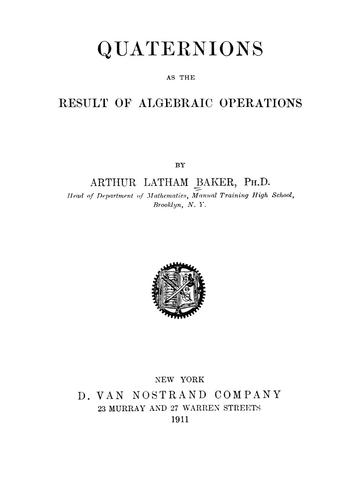 QUATERNIONS
AS THE
RESULT OF ALGEBRAIC OPERATIONS
BY
ARTHUR LATHAM BAKER, PH.D.
Head of Department of Mathematics, Manual Training High School,
Brooklyn, N. Y.
NEW YORK
D. VAN NOSTRAND COMPANY
23 MURRAY AND 27 WARREN STREETS
1911